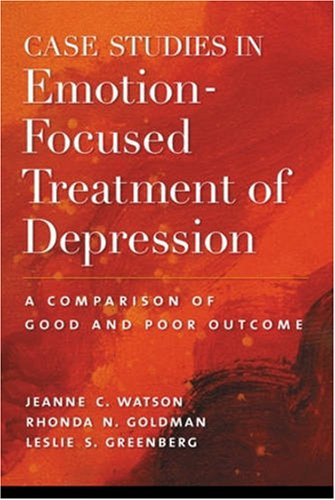 CASE STUDIES IN
Emotion-
Focused
Treatment of
Depression
A COMPARISON OF
GOOD AND POOR OUTCOME
JEANNE C. WATSON
RHONDA N. GOLDMAN
LESLIE S. GREENBERG